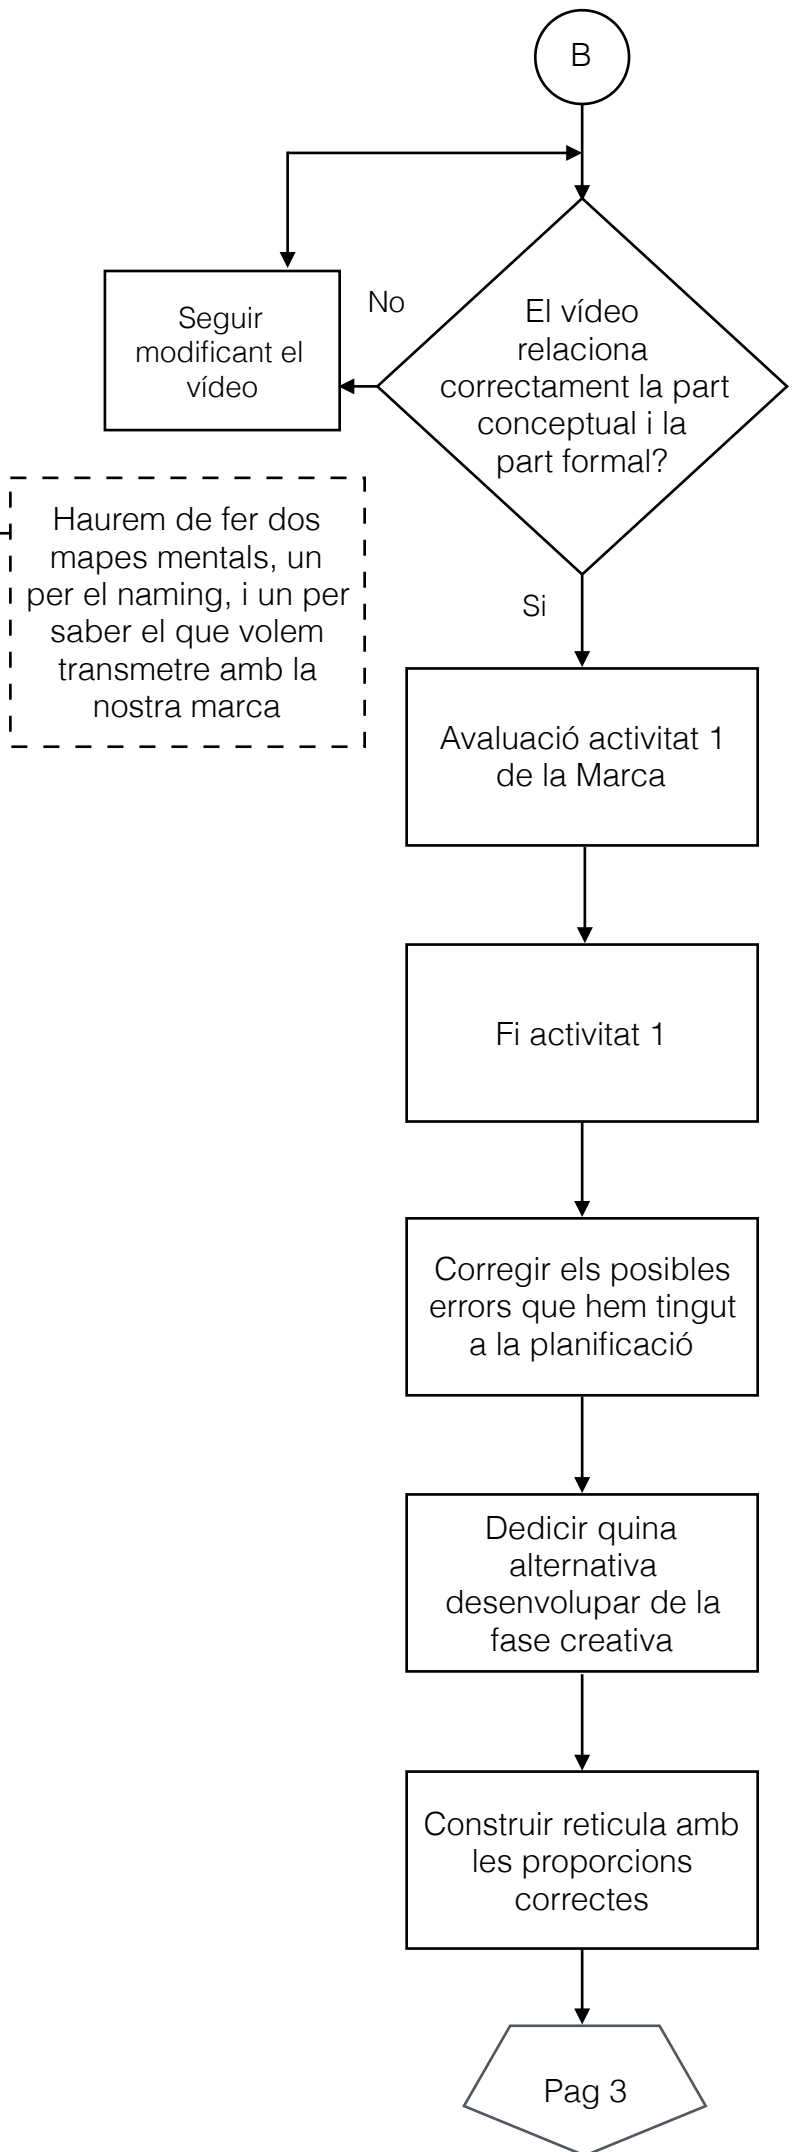 B
No
El vídeo
relaciona
correctament la part
conceptual i la
part formal?
Seguir
modificant el
vídeo
Haurem de fer dos
mapes mentals, un
per el naming, i un per
saber el que volem
transmetre amb la
nostra marca
Si
Avaluació activitat 1
de la Marca
Fi activitat 1
Corregir els posibles
errors que hem tingut
a la planificació
Dedicir quina
alternativa
desenvolupar de la
fase creativa
Construir reticula amb
les proporcions
correctes
Pag 3